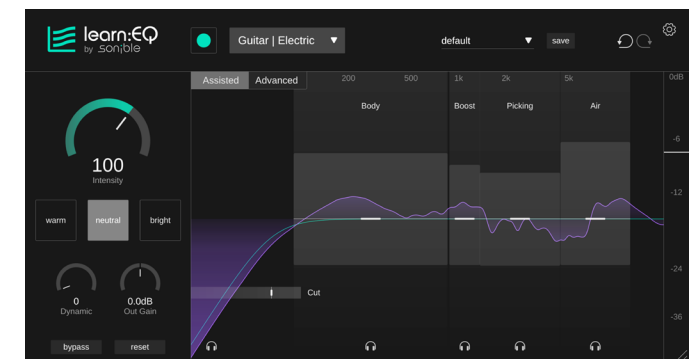 learn:EQ
by sonible
Guitar | Electric
default
save
Assisted Advanced 200 500 1k 2k 5k 0dB
Body Boost Picking Air
-6
-12
-24
-36
100
Intensity
warm neutral bright
0 0.0dB
Dynamic Out Gain
Cut
bypass reset